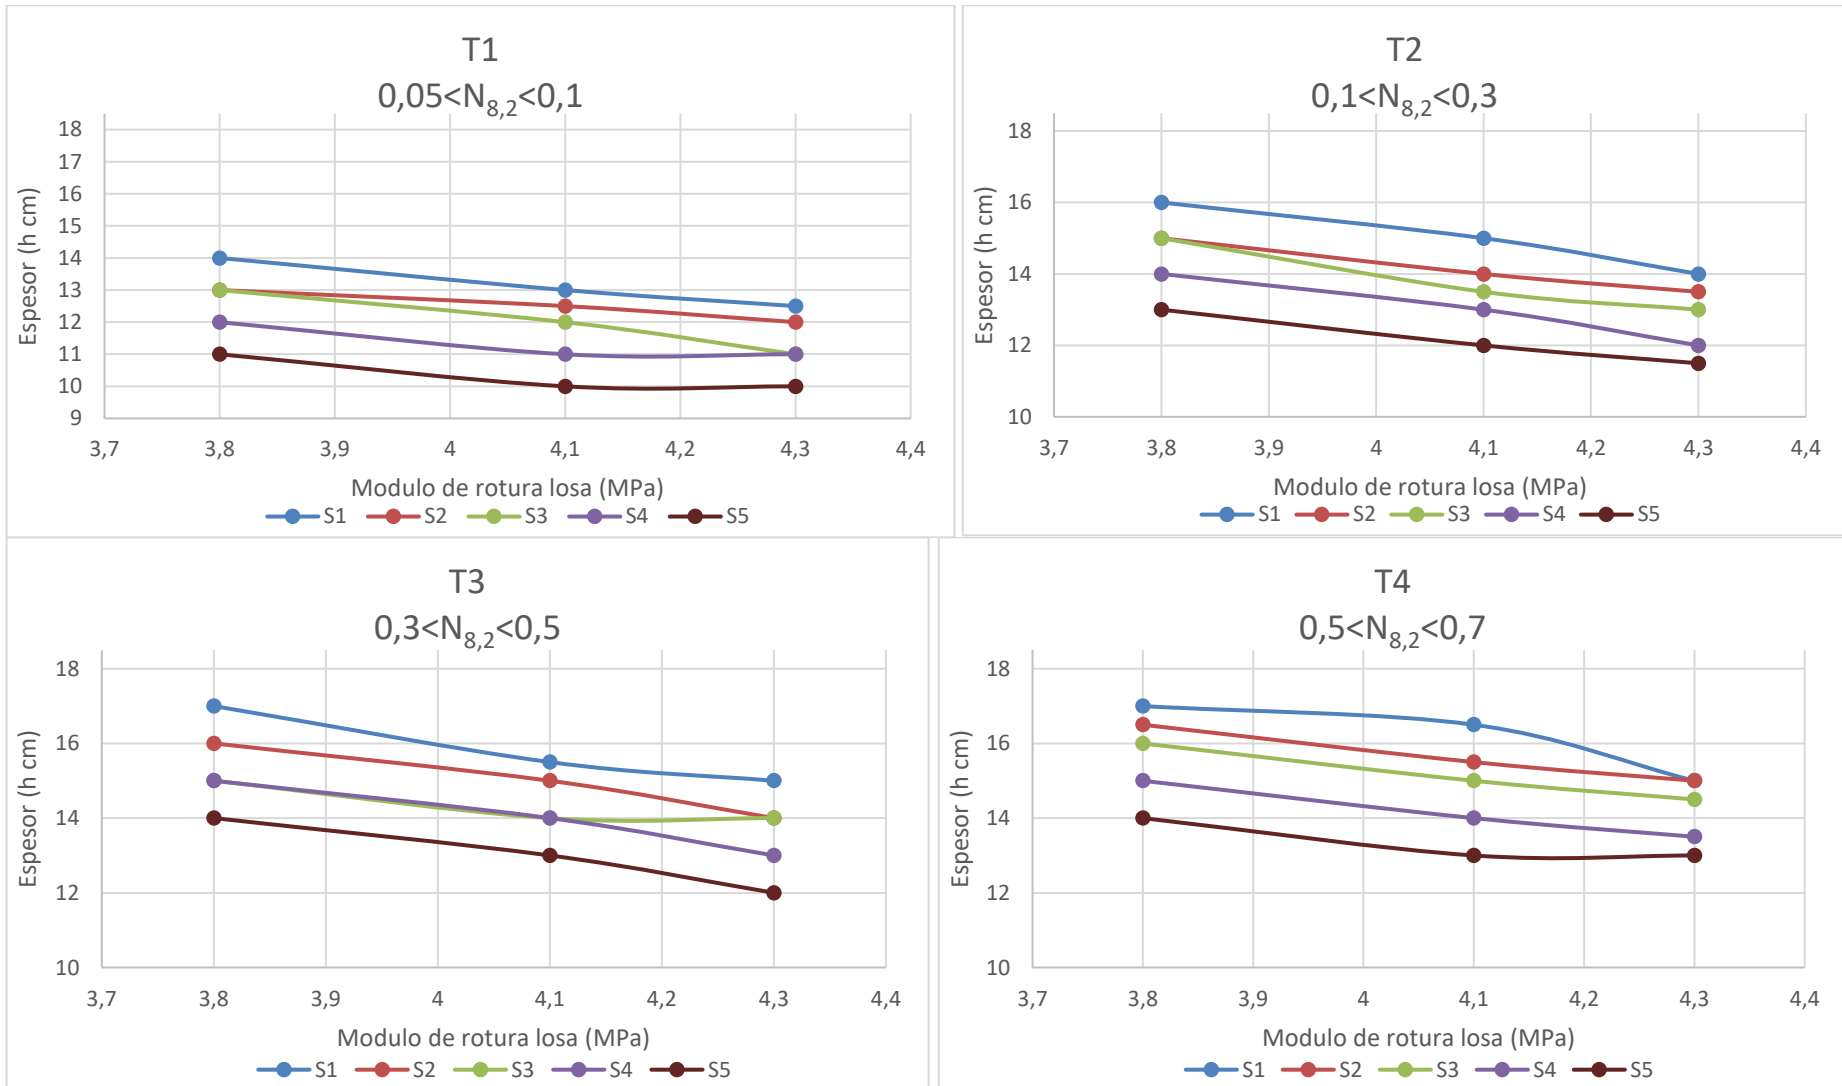 T1
0,05<N8,2<0,1
18
17
16
15
14
13
12
11
10
9
Espesor (h cm)
3,7 3,8 3,9 4 4,1 4,2 4,3 4,4
Modulo de rotura losa (MPa)
S1 S2 S3 S4 S5
T2
0,1<N8,2<0,3
18
16
14
12
10
Espesor (h cm)
3,7 3,8 3,9 4 4,1 4,2 4,3 4,4
Modulo de rotura losa (MPa)
S1 S2 S3 S4 S5
T3
0,3<N8,2<0,5
18
16
14
12
10
Espesor (h cm)
3,7 3,8 3,9 4 4,1 4,2 4,3 4,4
Modulo de rotura losa (MPa)
S1 S2 S3 S4 S5
T4
0,5<N8,2<0,7
18
16
14
12
10
Espesor (h cm)
3,7 3,8 3,9 4 4,1 4,2 4,3 4,4
Modulo de rotura losa (MPa)
S1 S2 S3 S4 S5